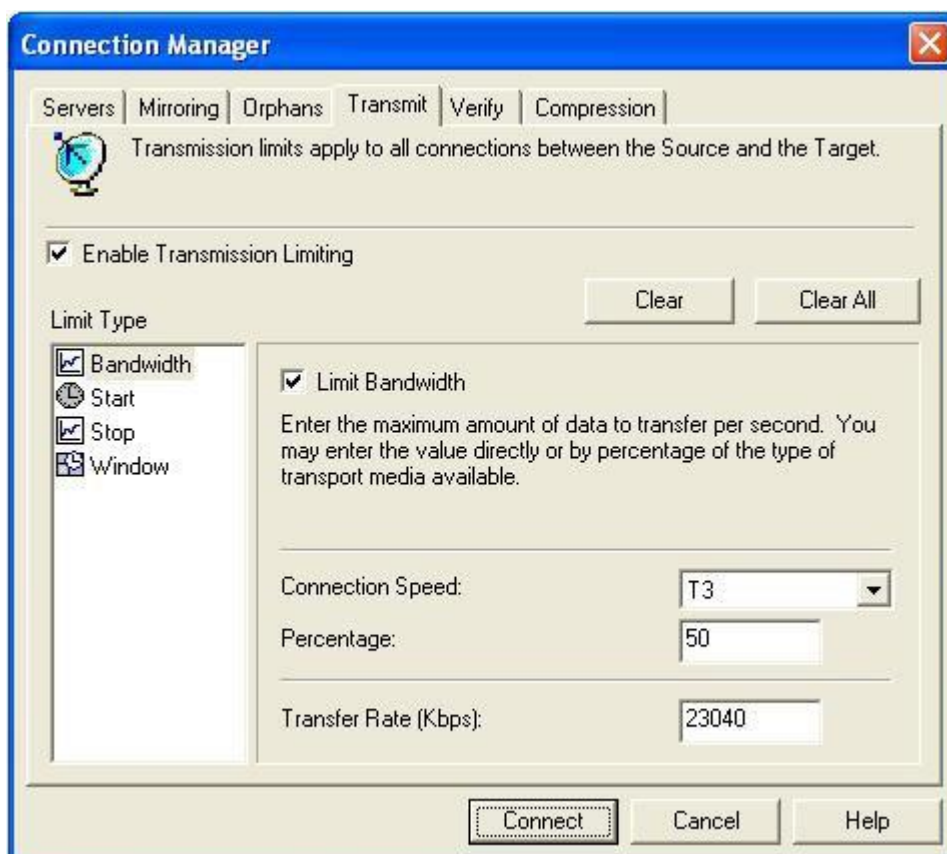 Connection Manager
Servers Mirroring Orphans Transmit Verify Compression
Transmission limits apply to all connections between the Source and the Target.
Enable Transmission Limiting
Clear Clear All
Limit Type
Bandwidth
Start
Stop
Window
Limit Bandwidth
Enter the maximum amount of data to transfer per second. You
may enter the value directly or by percentage of the type of
transport media available.
Connection Speed: T3
Percentage: 50
Transfer Rate (Kbps): 23040
Connect Cancel Help